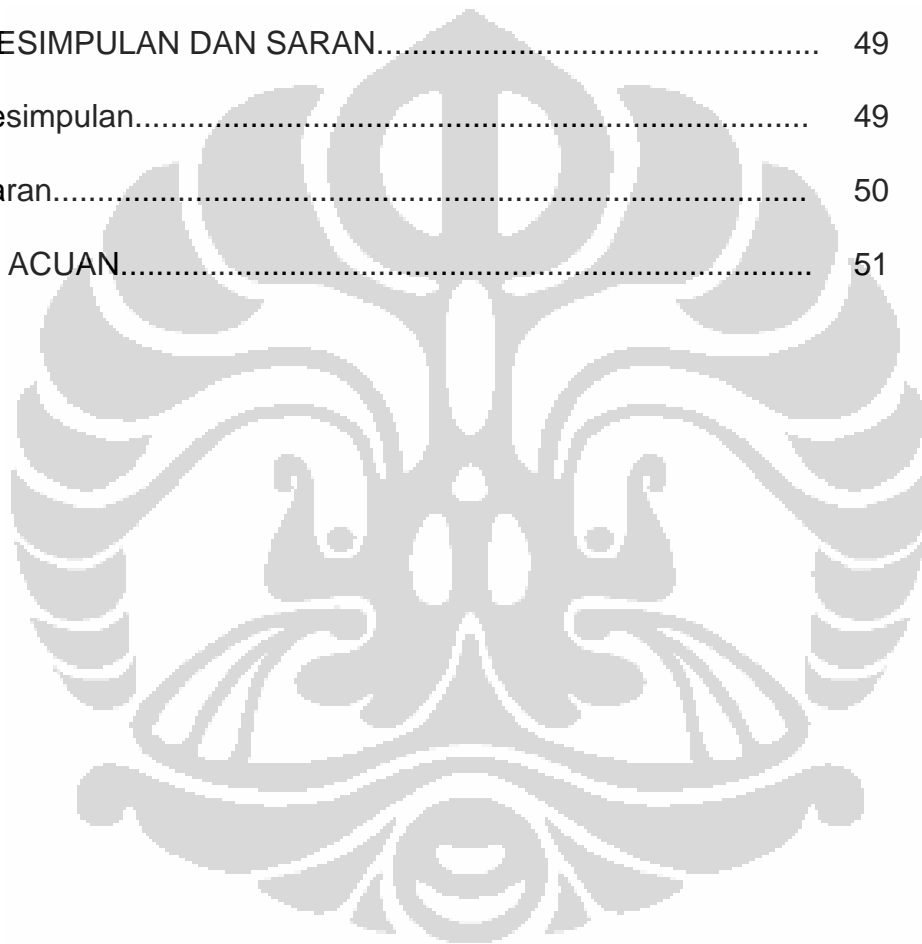 ESIMPULAN DAN SARAN.................................................. 49
esimpulan............................................................................ 49
aran..................................................................................... 50
ACUAN.............................................................................. 51